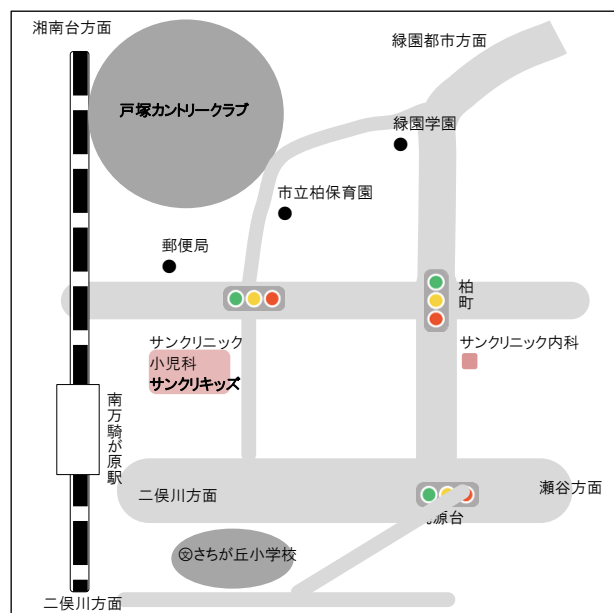 湘南台方面
緑園都市方面
戸塚カントリークラブ
緑園学園
市立柏保育園
郵便局
柏町
サンクリニック
小児科
サンクリキッズ
サンクリニック内科
南万騎が原駅
二俣川方面
瀬谷方面
源台
㊫さちが丘小学校
二俣川方面